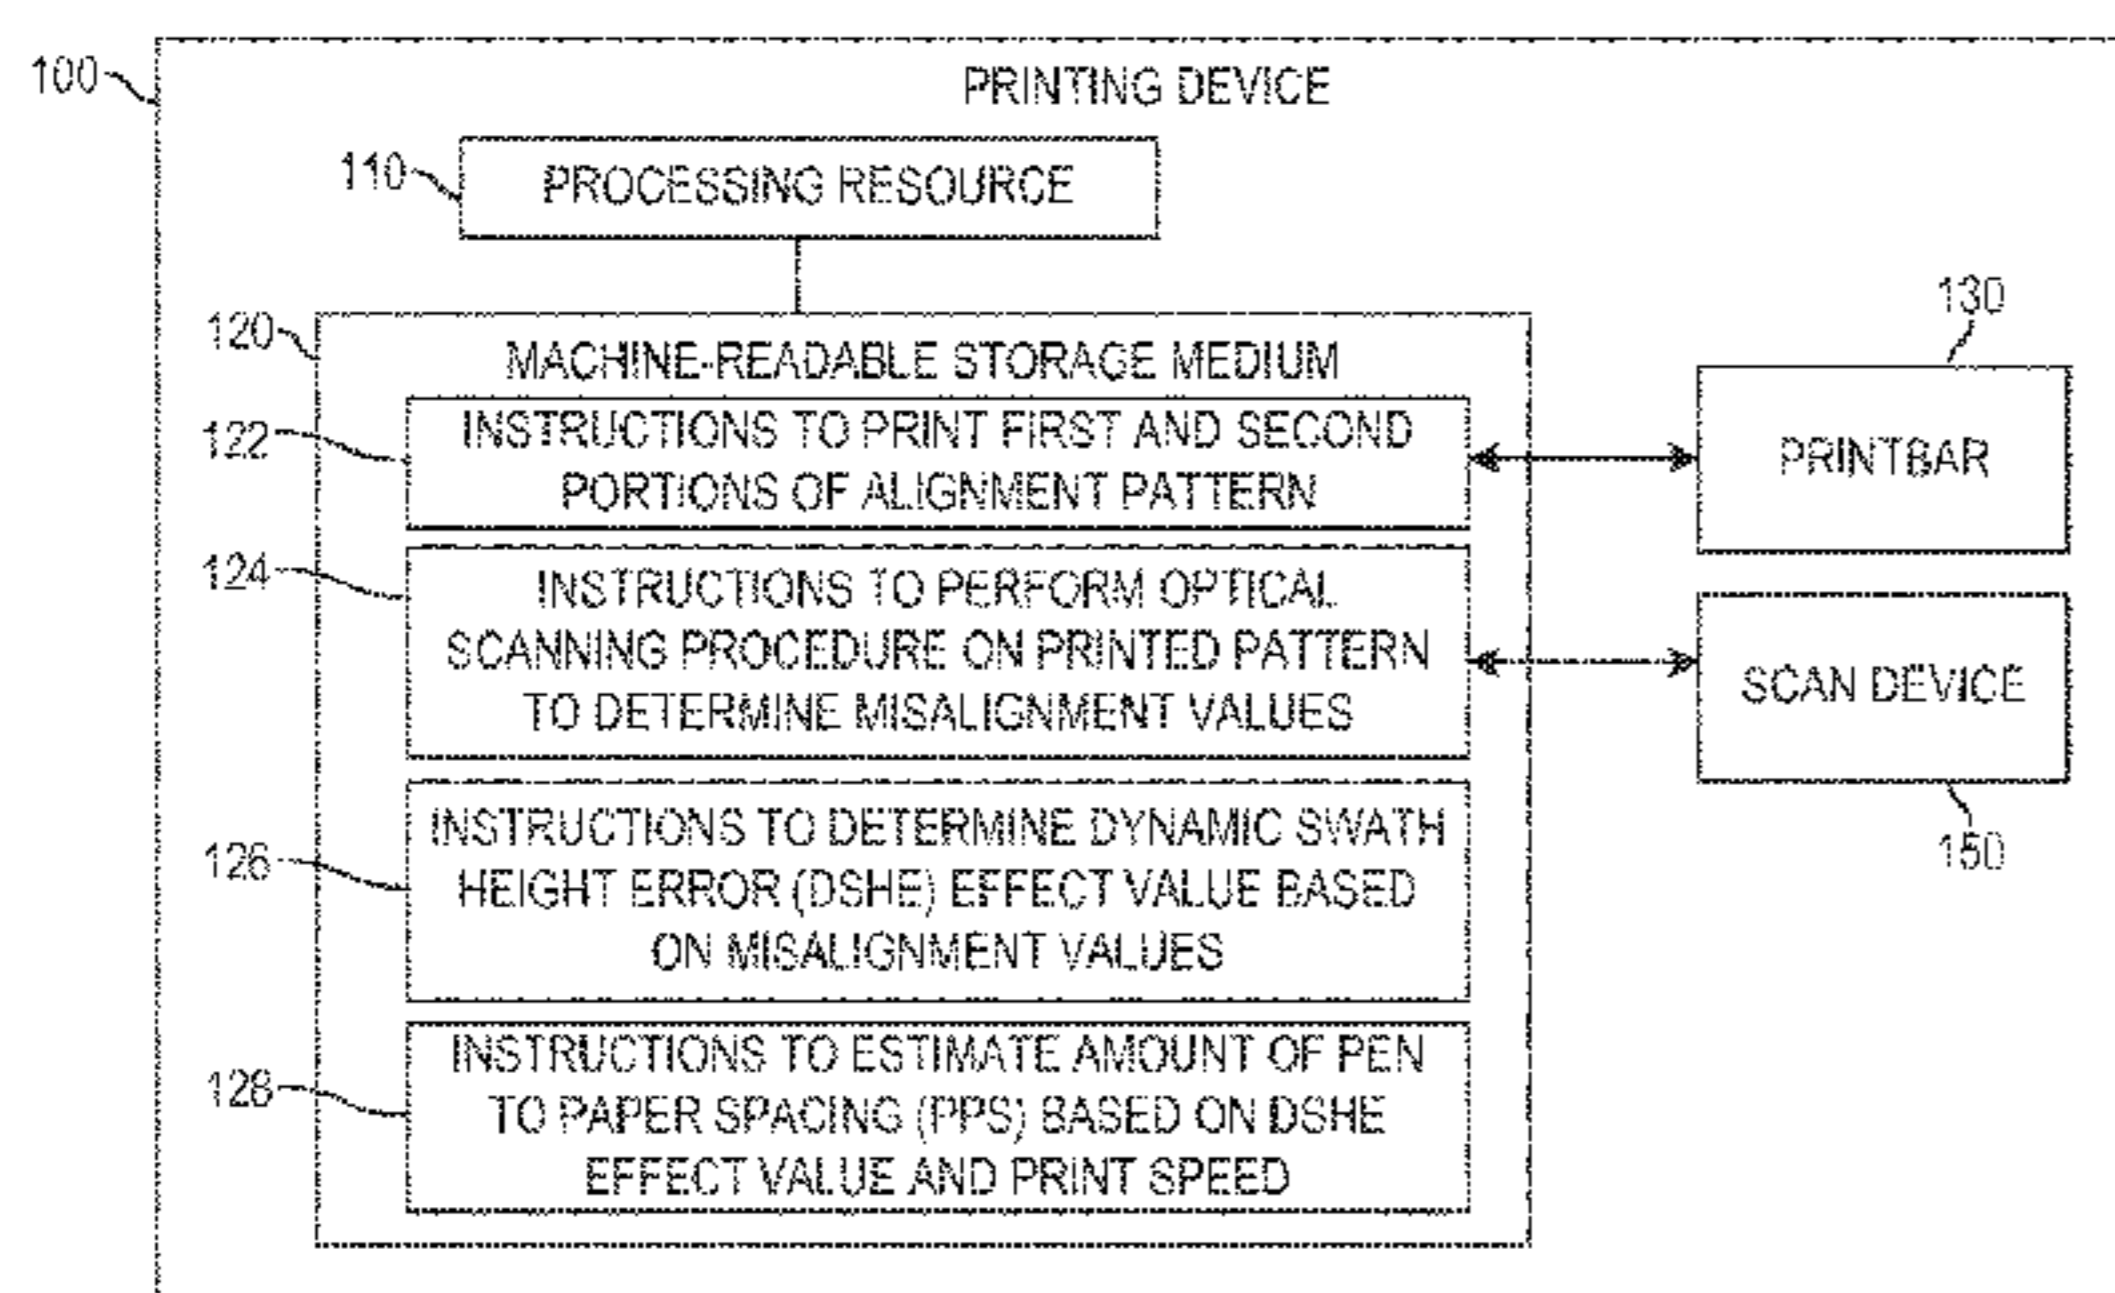 100
PRINTING DEVICE
110
PROCESSING RESOURCE
120
MACHINE-READABLE STORAGE MEDIUM
122
INSTRUCTIONS TO PRINT FIRST AND SECOND
PORTIONS OF ALIGNMENT PATTERN
124
INSTRUCTIONS TO PERFORM OPTICAL
SCANNING PROCEDURE ON PRINTED PATTERN
TO DETERMINE MISALIGNMENT VALUES
126
INSTRUCTIONS TO DETERMINE DYNAMIC SWATH
HEIGHT ERROR (DSHE) EFFECT VALUE BASED
ON MISALIGNMENT VALUES
128
INSTRUCTIONS TO ESTIMATE AMOUNT OF PEN
TO PAPER SPACING (PPS) BASED ON DSHE
EFFECT VALUE AND PRINT SPEED
130
PRINTBAR
SCAN DEVICE
150